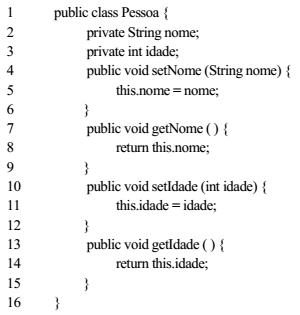 1 public class Pessoa {
2 private String nome;
3 private int idade;
4 public void setNome (String nome) {
5 this.nome = nome;
6 }
7 public void getNome ( ) {
8 return this.nome;
9 }
10 public void setIdade (int idade) {
11 this.idade = idade;
12 }
13 public void getIdade ( ) {
14 return this.idade;
15 }
16 }